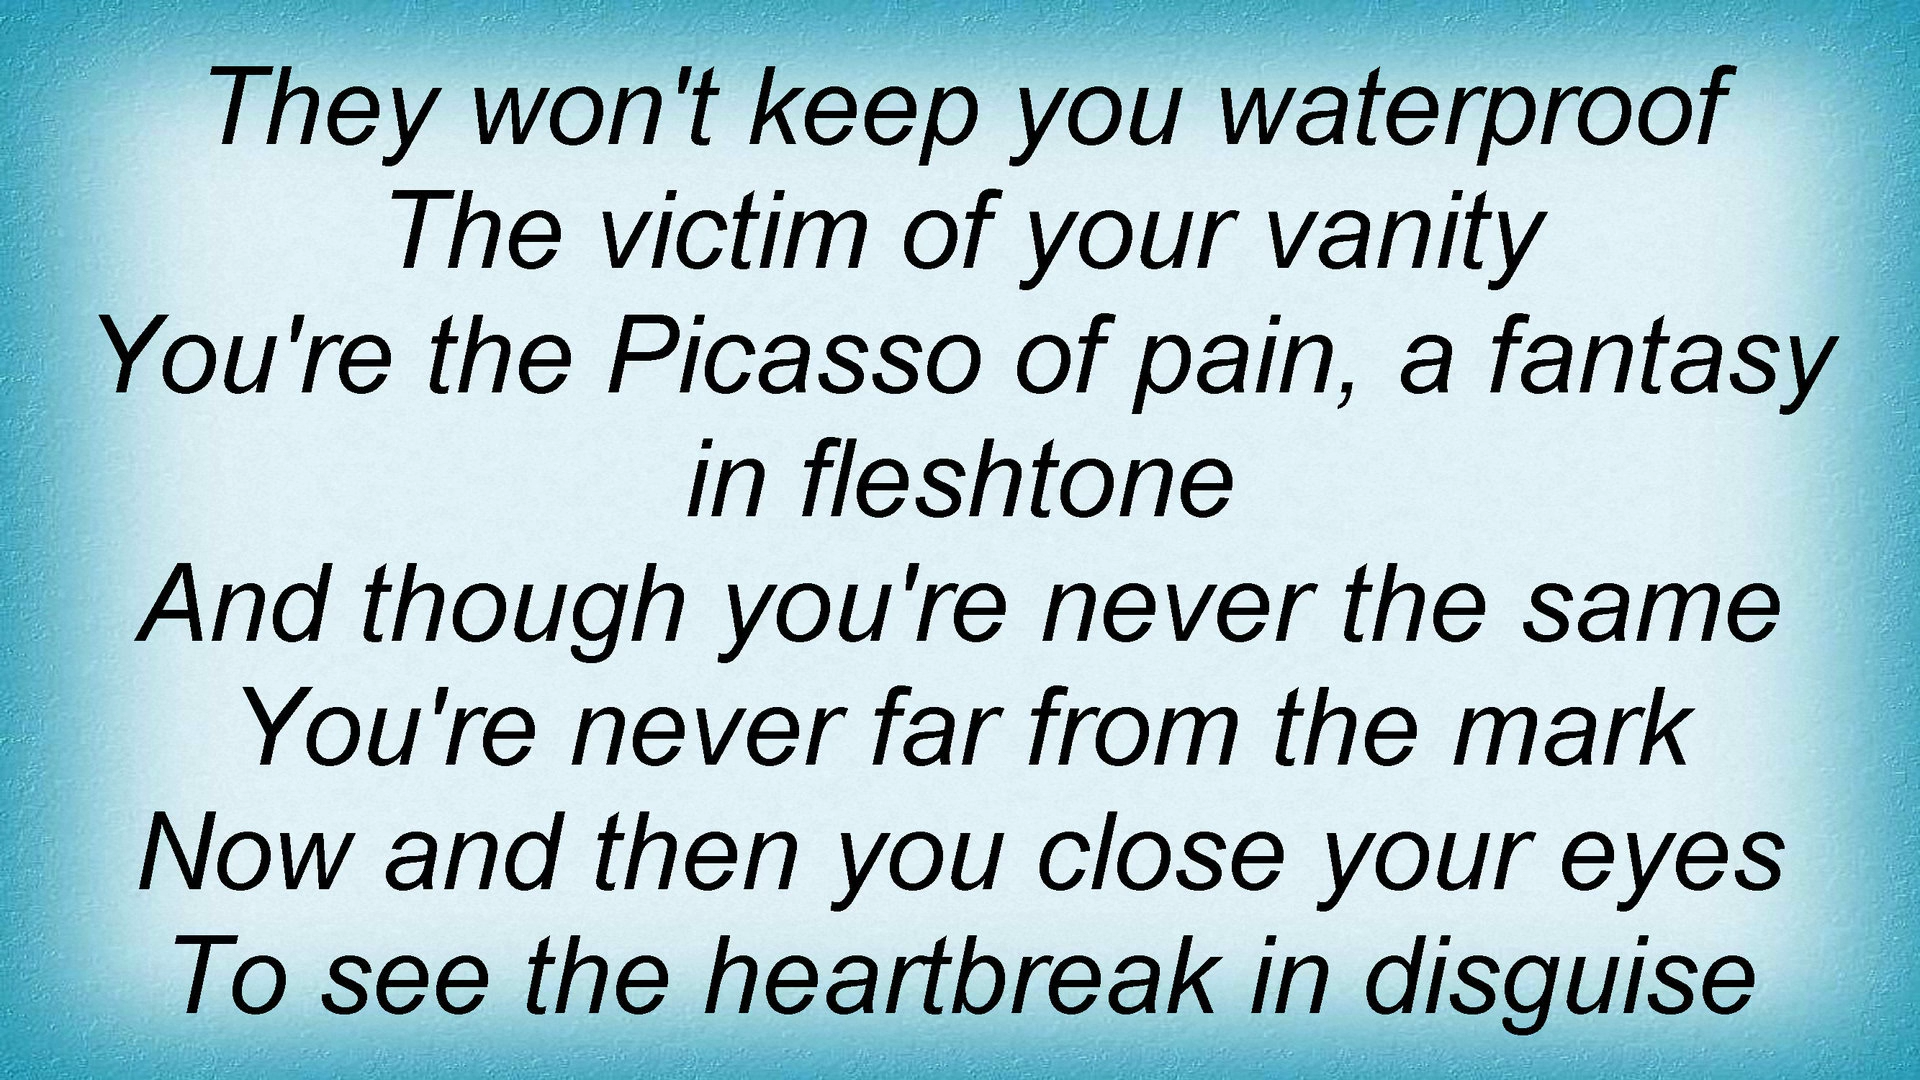 They won't keep you waterproof
The victim of your vanity
You're the Picasso of pain, a fantasy
in fleshtone
And though you're never the same
You're never far from the mark
Now and then you close your eyes
To see the heartbreak in disguise